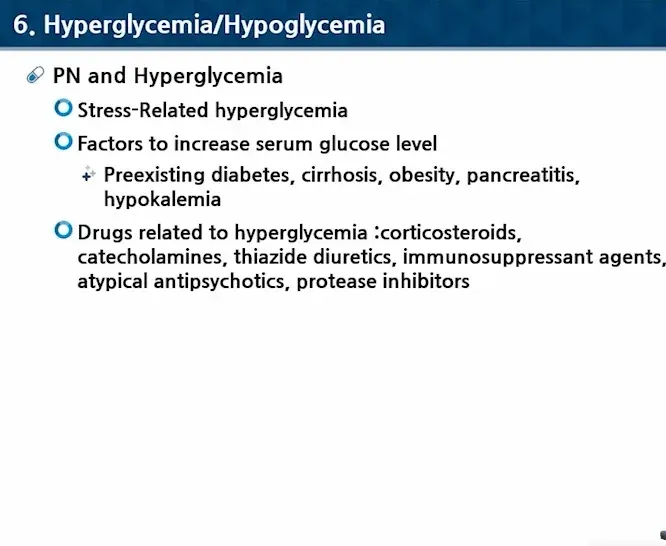 6. Hyperglycemia/Hypoglycemia
PN and Hyperglycemia
Stress-Related hyperglycemia
Factors to increase serum glucose level
Preexisting diabetes, cirrhosis, obesity, pancreatitis,
hypokalemia
Drugs related to hyperglycemia :corticosteroids,
catecholamines, thiazide diuretics, immunosuppressant agents,
atypical antipsychotics, protease inhibitors